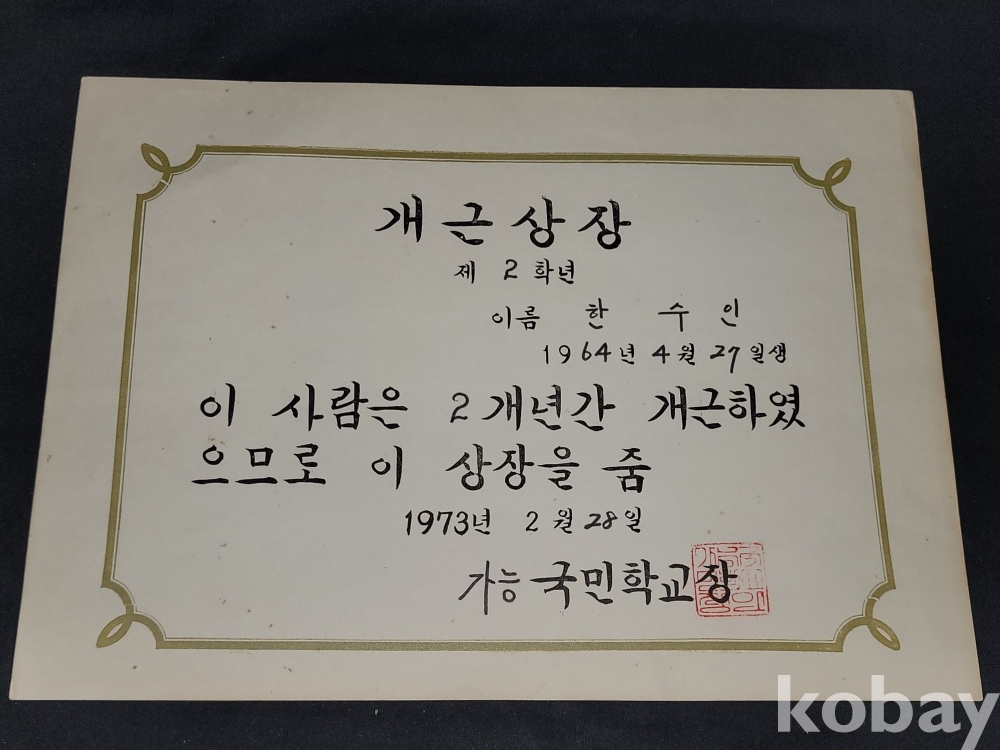 개근상장
제 2 학년
이름 한 수 인
1964년 4월 27일생
이 사람은 2개년간 개근하였
으므로 이 상장을 줌
1973년 2월 28일
가능국민학교장
kobay